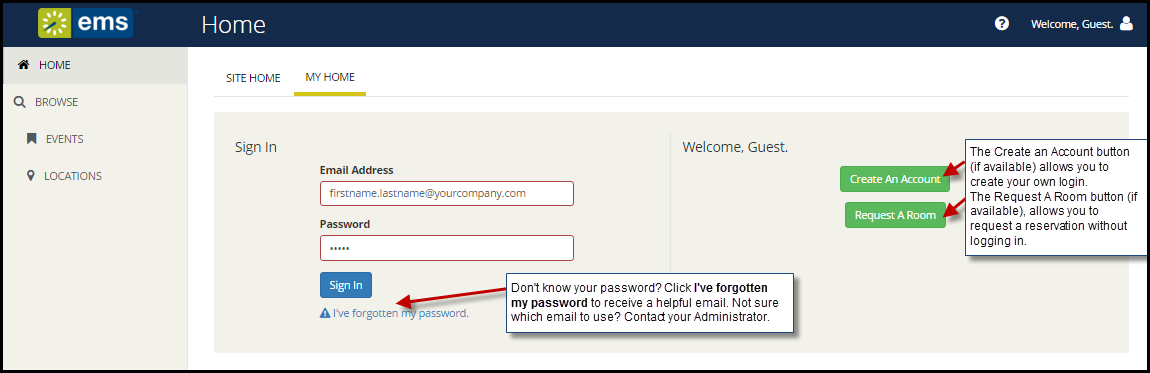 ems
Home
Welcome, Guest.
HOME
BROWSE
EVENTS
LOCATIONS
SITE HOME
MY HOME
Sign In
Email Address
firstname.lastname@yourcompany.com
Password
•••••
Sign In
I've forgotten my password.
Don't know your password? Click I've forgotten
my password to receive a helpful email. Not sure
which email to use? Contact your Administrator.
Welcome, Guest.
Create An Account
Request A Room
The Create an Account button
(if available) allows you to
create your own login.
The Request A Room button (if
available), allows you to
request a reservation without
logging in.